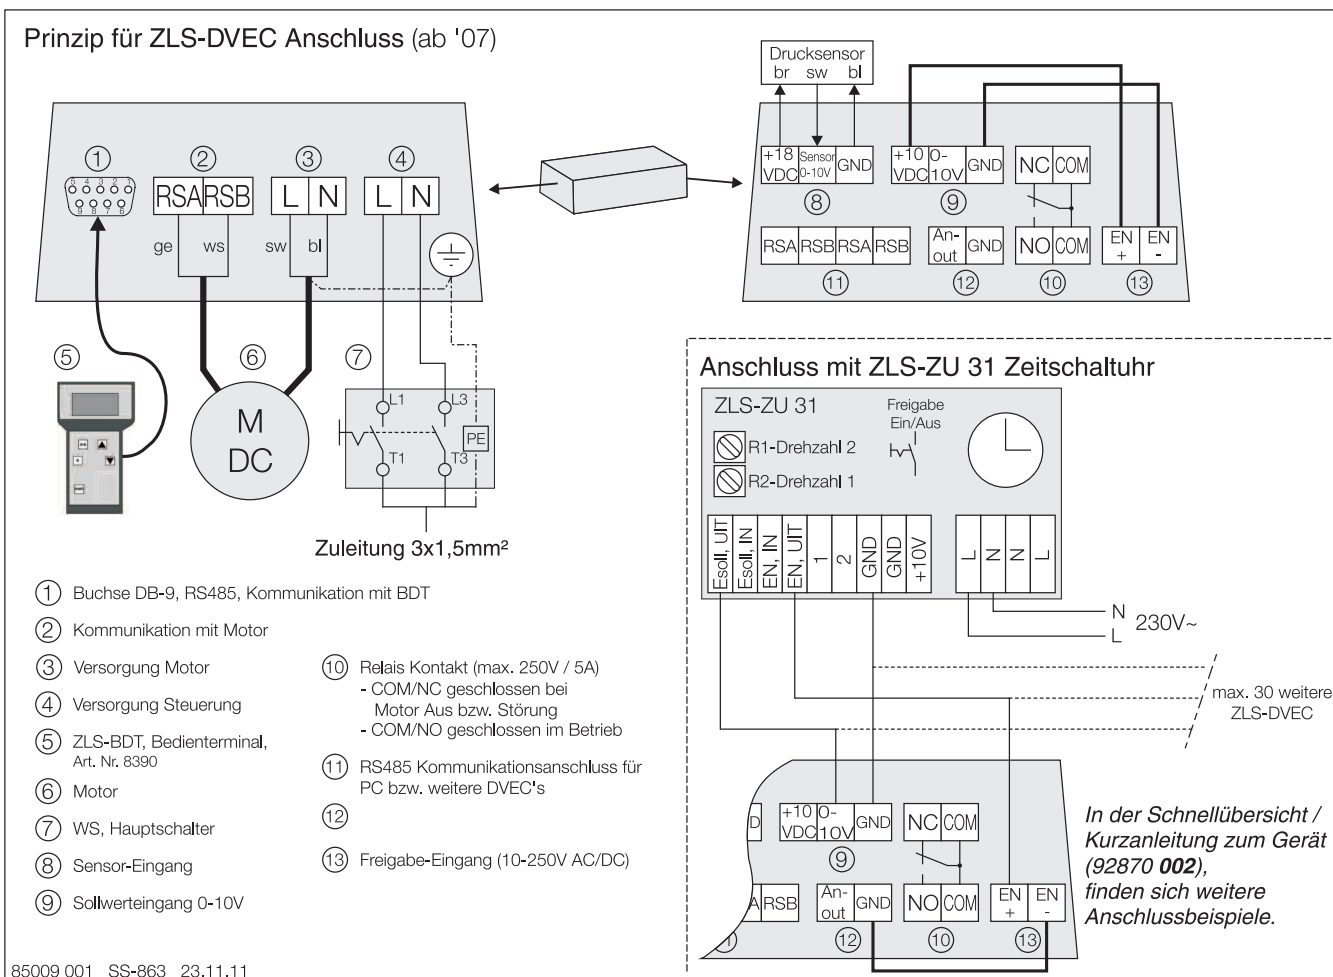 Prinzip für ZLS-DVEC Anschluss (ab '07)
① ② ③ ④
5 4 3 2 1
9 8 7 6
RSA RSB L N L N
ge ws sw bl
⑤ ⑥ ⑦
M
DC
L1 L3
PE
T1 T3
Zuleitung 3x1,5mm²
Drucksensor
br sw bl
+18 VDC Sensor 0-10V GND
+10 VDC 0-10V GND
NC COM
⑧ ⑨
RSA RSB RSA RSB
An-out GND
NO COM
EN + EN -
⑪ ⑫ ⑩ ⑬
① Buchse DB-9, RS485, Kommunikation mit BDT
② Kommunikation mit Motor
③ Versorgung Motor
④ Versorgung Steuerung
⑤ ZLS-BDT, Bedienterminal,
Art. Nr. 8390
⑥ Motor
⑦ WS, Hauptschalter
⑧ Sensor-Eingang
⑨ Sollwerteingang 0-10V
⑩ Relais Kontakt (max. 250V / 5A)
- COM/NC geschlossen bei
Motor Aus bzw. Störung
- COM/NO geschlossen im Betrieb
⑪ RS485 Kommunikationsanschluss für
PC bzw. weitere DVEC's
⑫
⑬ Freigabe-Eingang (10-250V AC/DC)
Anschluss mit ZLS-ZU 31 Zeitschaltuhr
ZLS-ZU 31
Freigabe
Ein/Aus
R1-Drehzahl 2
R2-Drehzahl 1
Esoll, UIT
Esoll, IN
EN, IN
EN, UIT
1
2
GND
GND
+10V
L
N
N
L
N
230V~
L
max. 30 weitere
ZLS-DVEC
D +10 VDC 0-10V GND
NC COM
⑨
A RSB
An-out GND
NO COM
EN + EN -
⑫ ⑩ ⑬
In der Schnellübersicht /
Kurzanleitung zum Gerät
(92870 002),
finden sich weitere
Anschlussbeispiele.
85009 001 SS-863 23.11.11